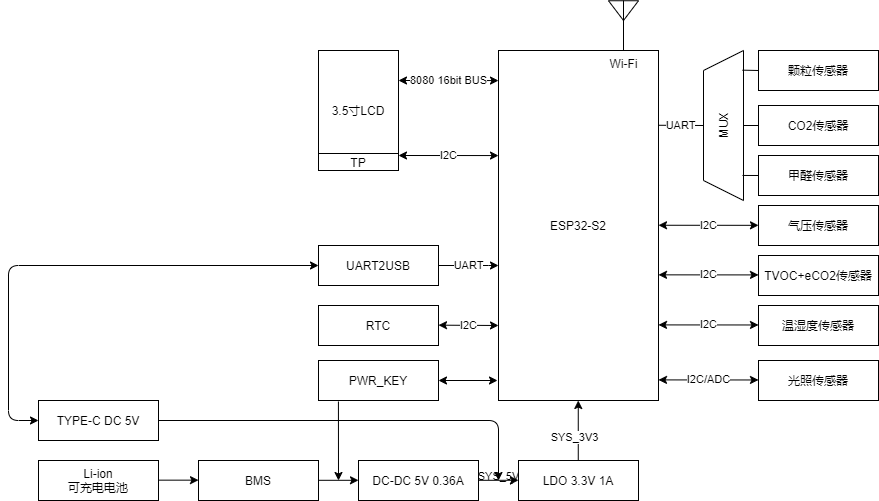 Wi-Fi
8080 16bit BUS
3.5寸LCD
TP
I2C
ESP32-S2
UART
MUX
颗粒传感器
CO2传感器
甲醛传感器
I2C
气压传感器
UART2USB
UART
I2C
TVOC+eCO2传感器
RTC
I2C
I2C
温湿度传感器
PWR_KEY
I2C/ADC
光照传感器
TYPE-C DC 5V
SYS_3V3
Li-ion
可充电电池
BMS
DC-DC 5V 0.36A
SYS_5V
LDO 3.3V 1A